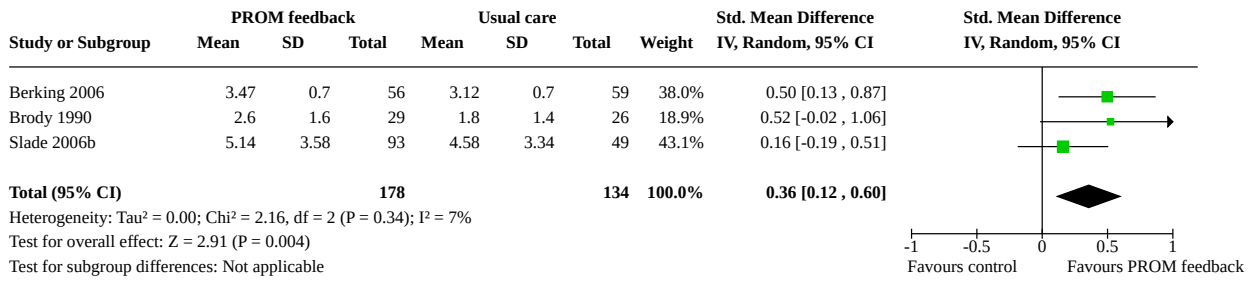 PROM feedback Usual care Std. Mean Difference Std. Mean Difference
Study or Subgroup Mean SD Total Mean SD Total Weight IV, Random, 95% CI IV, Random, 95% CI
Berking 2006 3.47 0.7 56 3.12 0.7 59 38.0% 0.50 [0.13 , 0.87]
Brody 1990 2.6 1.6 29 1.8 1.4 26 18.9% 0.52 [-0.02 , 1.06]
Slade 2006b 5.14 3.58 93 4.58 3.34 49 43.1% 0.16 [-0.19 , 0.51]
Total (95% CI) 178 134 100.0% 0.36 [0.12 , 0.60]
Heterogeneity: Tau² = 0.00; Chi² = 2.16, df = 2 (P = 0.34); I² = 7%
Test for overall effect: Z = 2.91 (P = 0.004) -1 -0.5 0 0.5 1
Test for subgroup differences: Not applicable Favours control Favours PROM feedback